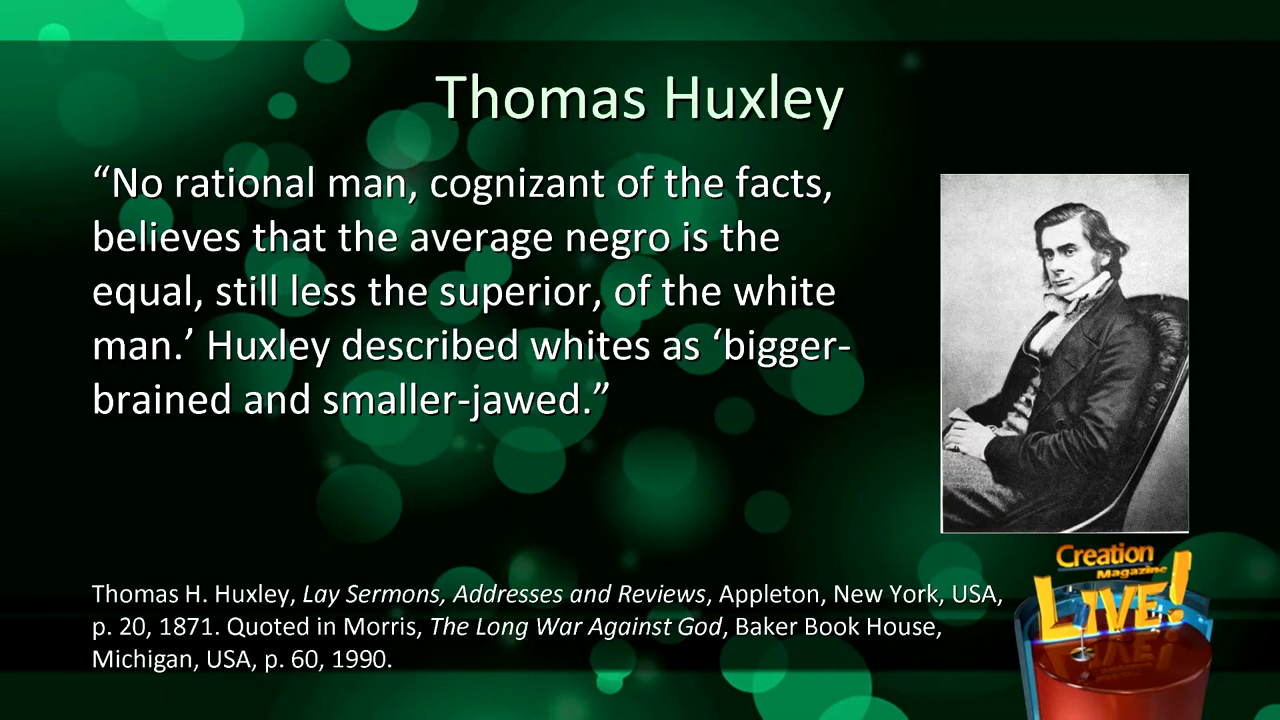 Thomas Huxley
“No rational man, cognizant of the facts,
believes that the average negro is the
equal, still less the superior, of the white
man.’ Huxley described whites as ‘bigger-
brained and smaller-jawed.”
Thomas H. Huxley, Lay Sermons, Addresses and Reviews, Appleton, New York, USA,
p. 20, 1871. Quoted in Morris, The Long War Against God, Baker Book House,
Michigan, USA, p. 60, 1990.
Creation
Magazine
LIVE!